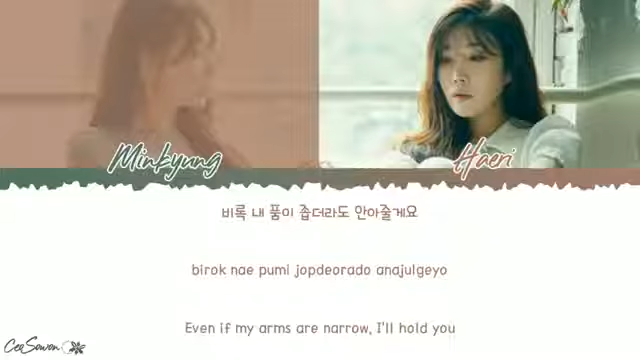 Minkyung
Haeri
비록 내 품이 좁더라도 안아줄게요
birok nae pumi jopdeorado anajulgeyo
Even if my arms are narrow, I'll hold you
CeeSowon